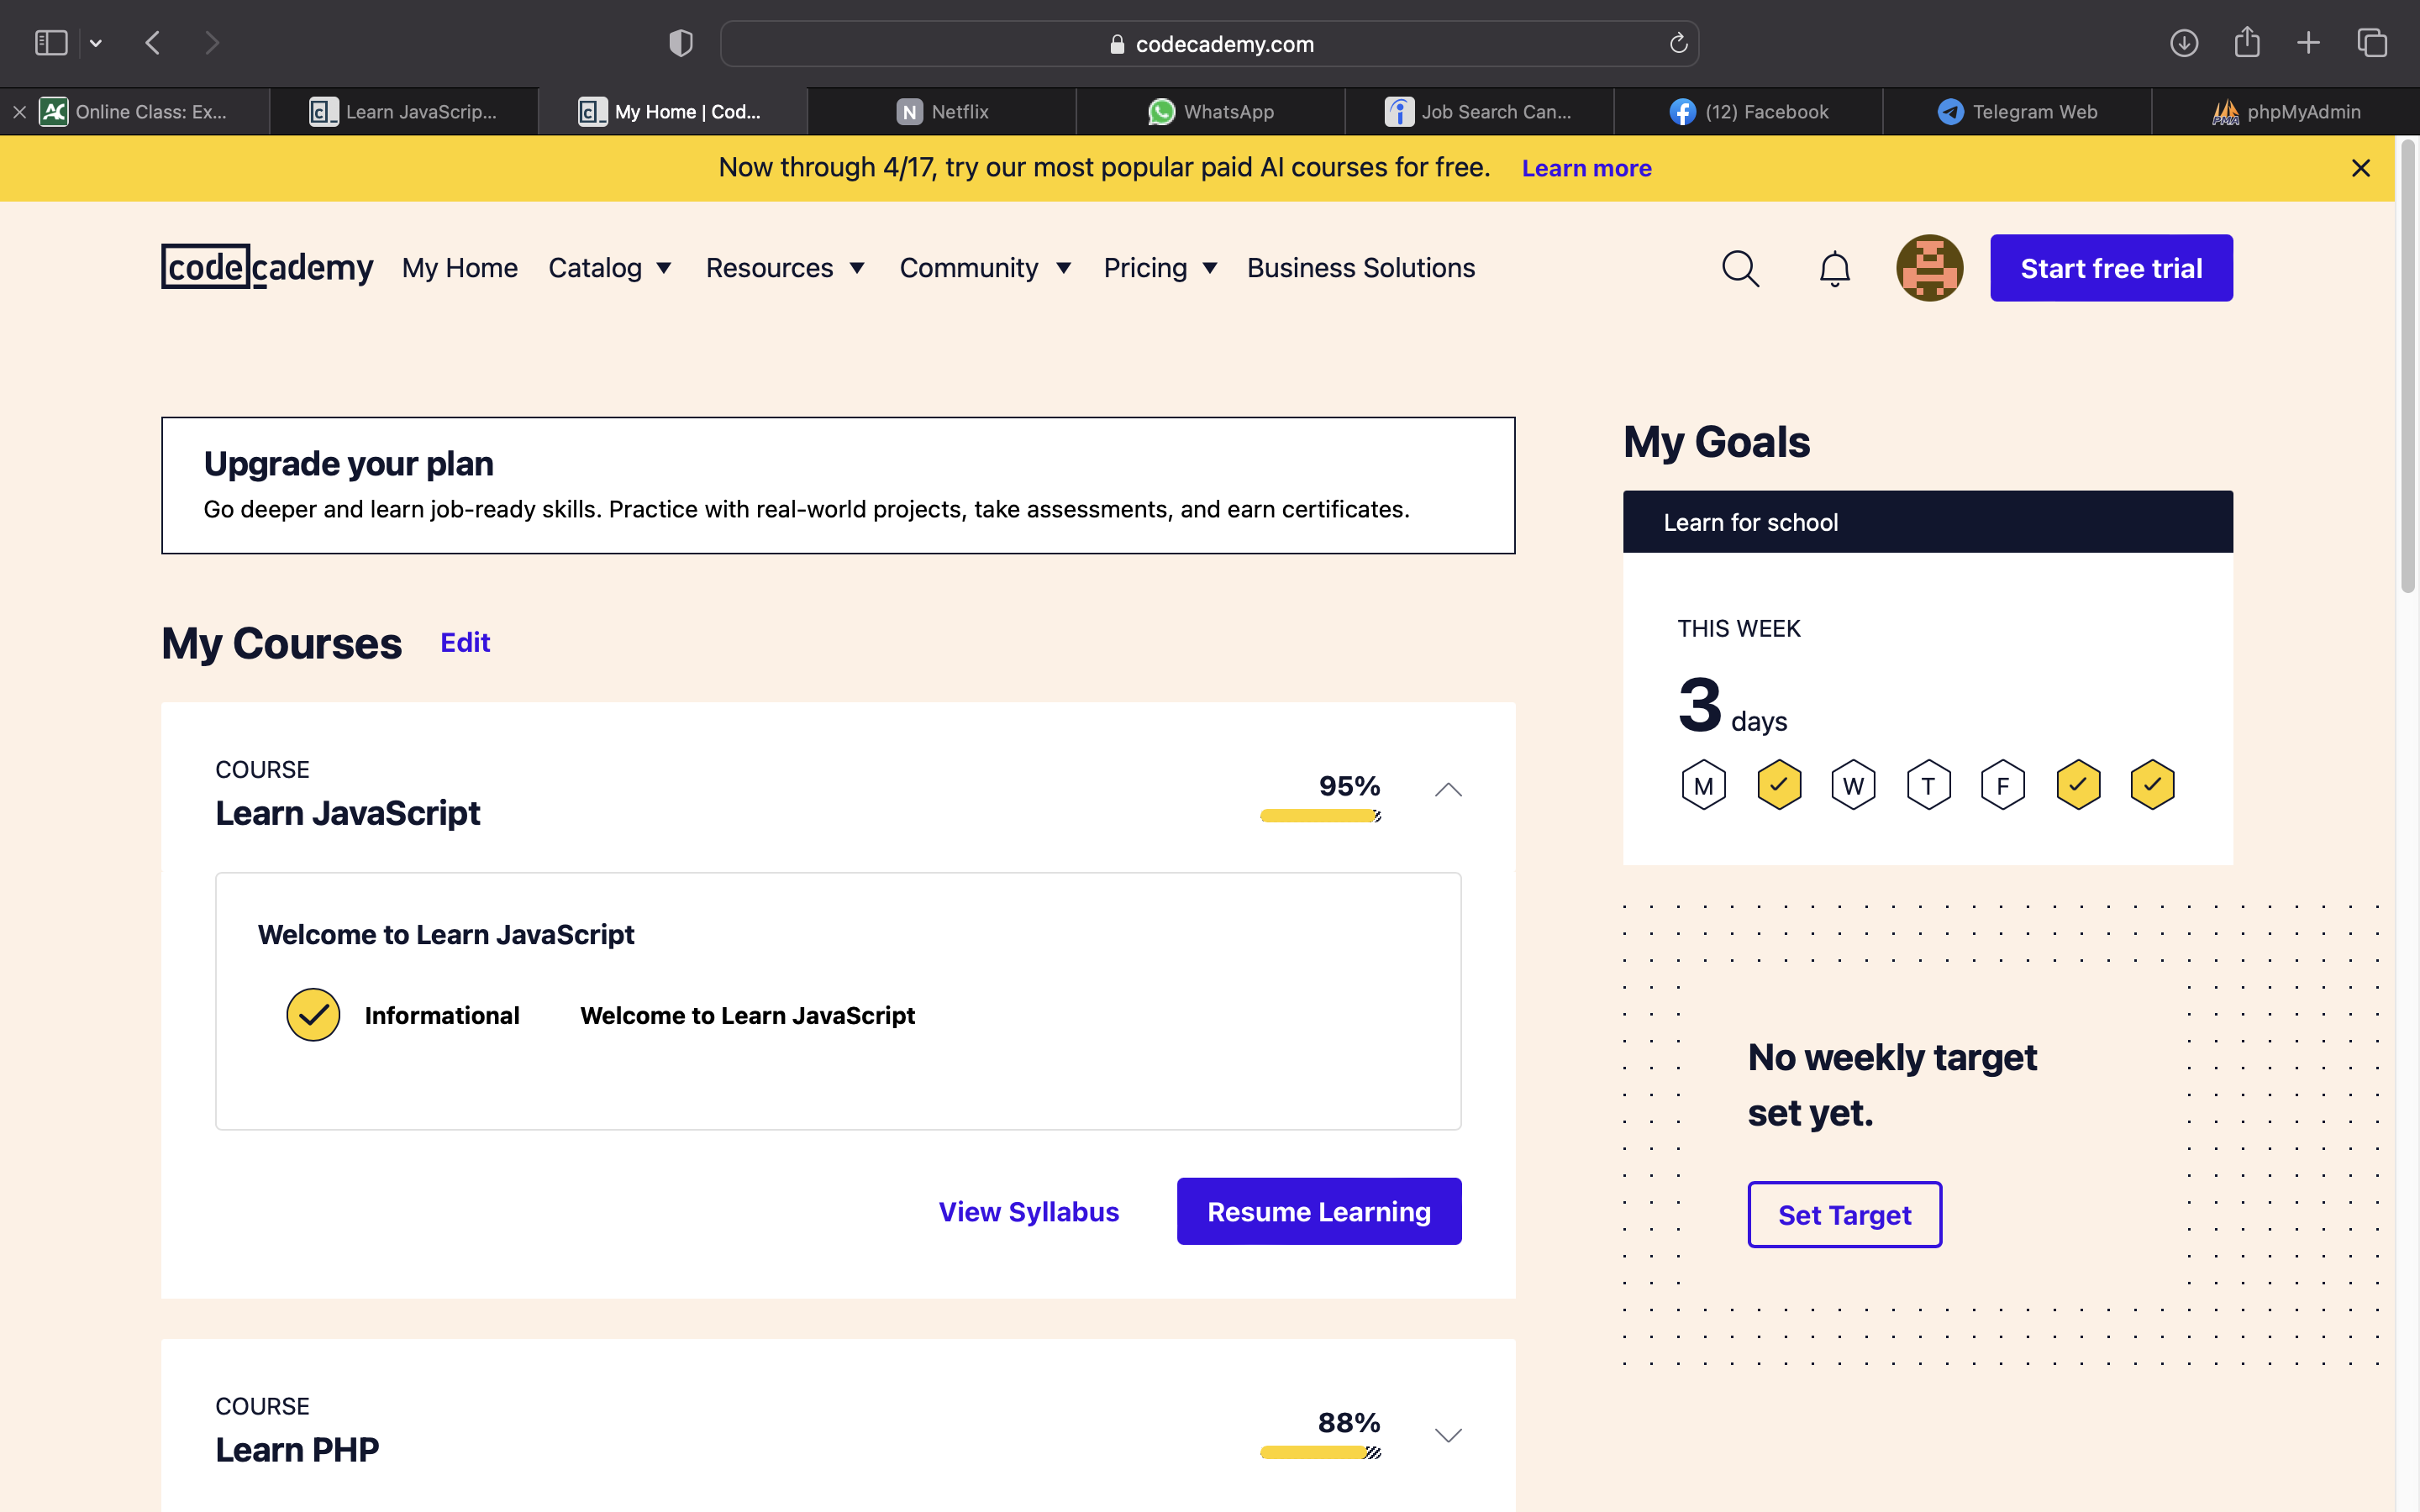 codecademy.com
Online Class: Ex...
Learn JavaScrip...
My Home | Cod...
N Netflix
WhatsApp
Job Search Can...
(12) Facebook
Telegram Web
phpMyAdmin
Now through 4/17, try our most popular paid AI courses for free. Learn more
codecademy My Home Catalog Resources Community Pricing Business Solutions Start free trial
Upgrade your plan
Go deeper and learn job-ready skills. Practice with real-world projects, take assessments, and earn certificates.
My Courses Edit
COURSE
Learn JavaScript
95%
Welcome to Learn JavaScript
Informational Welcome to Learn JavaScript
View Syllabus Resume Learning
COURSE
Learn PHP
88%
My Goals
Learn for school
THIS WEEK
3 days
M W T F
No weekly target
set yet.
Set Target